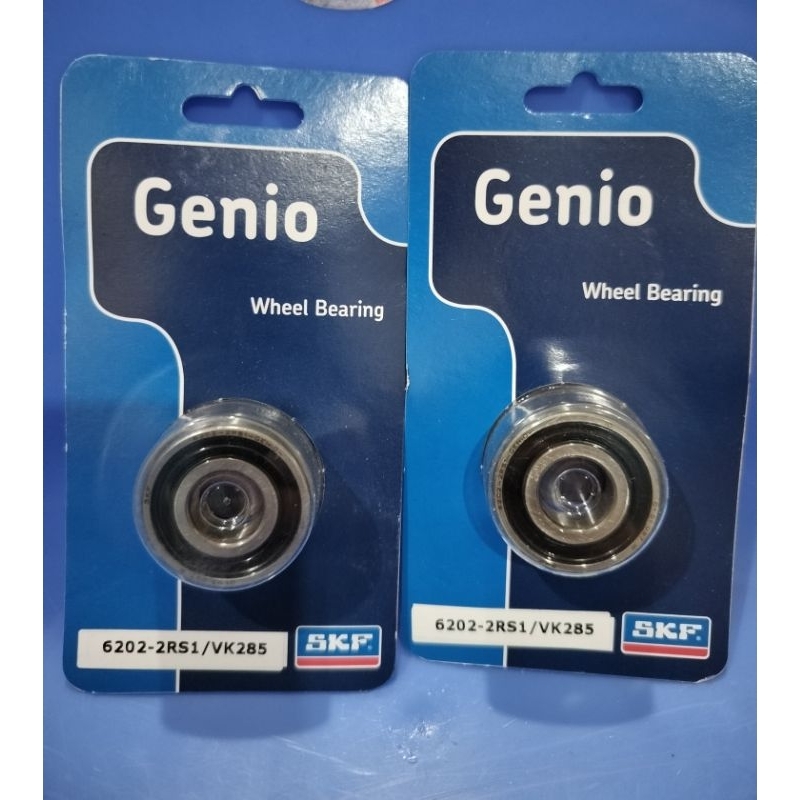 Genio
Wheel Bearing
6202-2RS1/VK285
SKF
Genio
Wheel Bearing
6202-2RS1/VK285
SKF